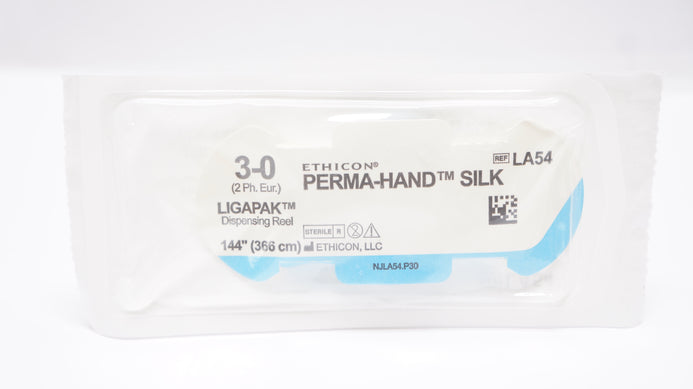 3-0
(2 Ph. Eur.)
LIGAPAK™
Dispensing Reel
144" (366 cm)
ETHICON®
PERMA-HAND™ SILK
REF LA54
STERILE R
ETHICON, LLC
NJLA54.P30